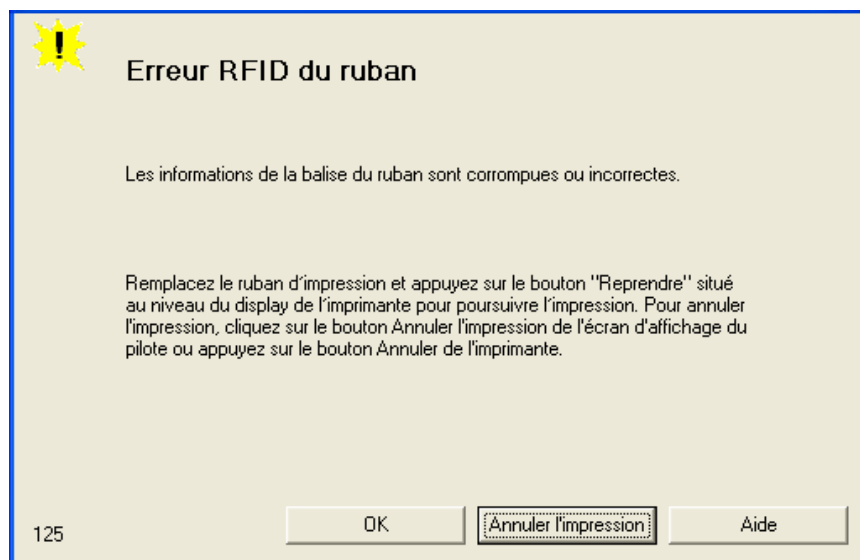 !
Erreur RFID du ruban
Les informations de la balise du ruban sont corrompues ou incorrectes.
Remplacez le ruban d'impression et appuyez sur le bouton "Reprendre" situé
au niveau du display de l'imprimante pour poursuivre l'impression. Pour annuler
l'impression, cliquez sur le bouton Annuler l'impression de l'écran d'affichage du
pilote ou appuyez sur le bouton Annuler de l'imprimante.
125
OK
Annuler l'impression
Aide